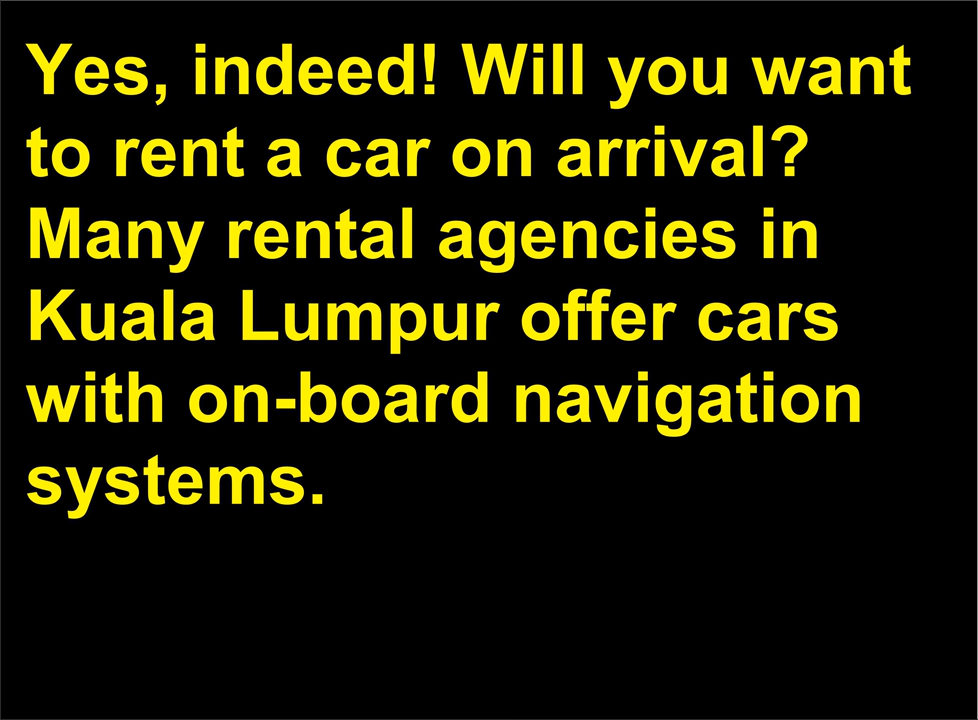 Yes, indeed! Will you want
to rent a car on arrival?
Many rental agencies in
Kuala Lumpur offer cars
with on-board navigation
systems.